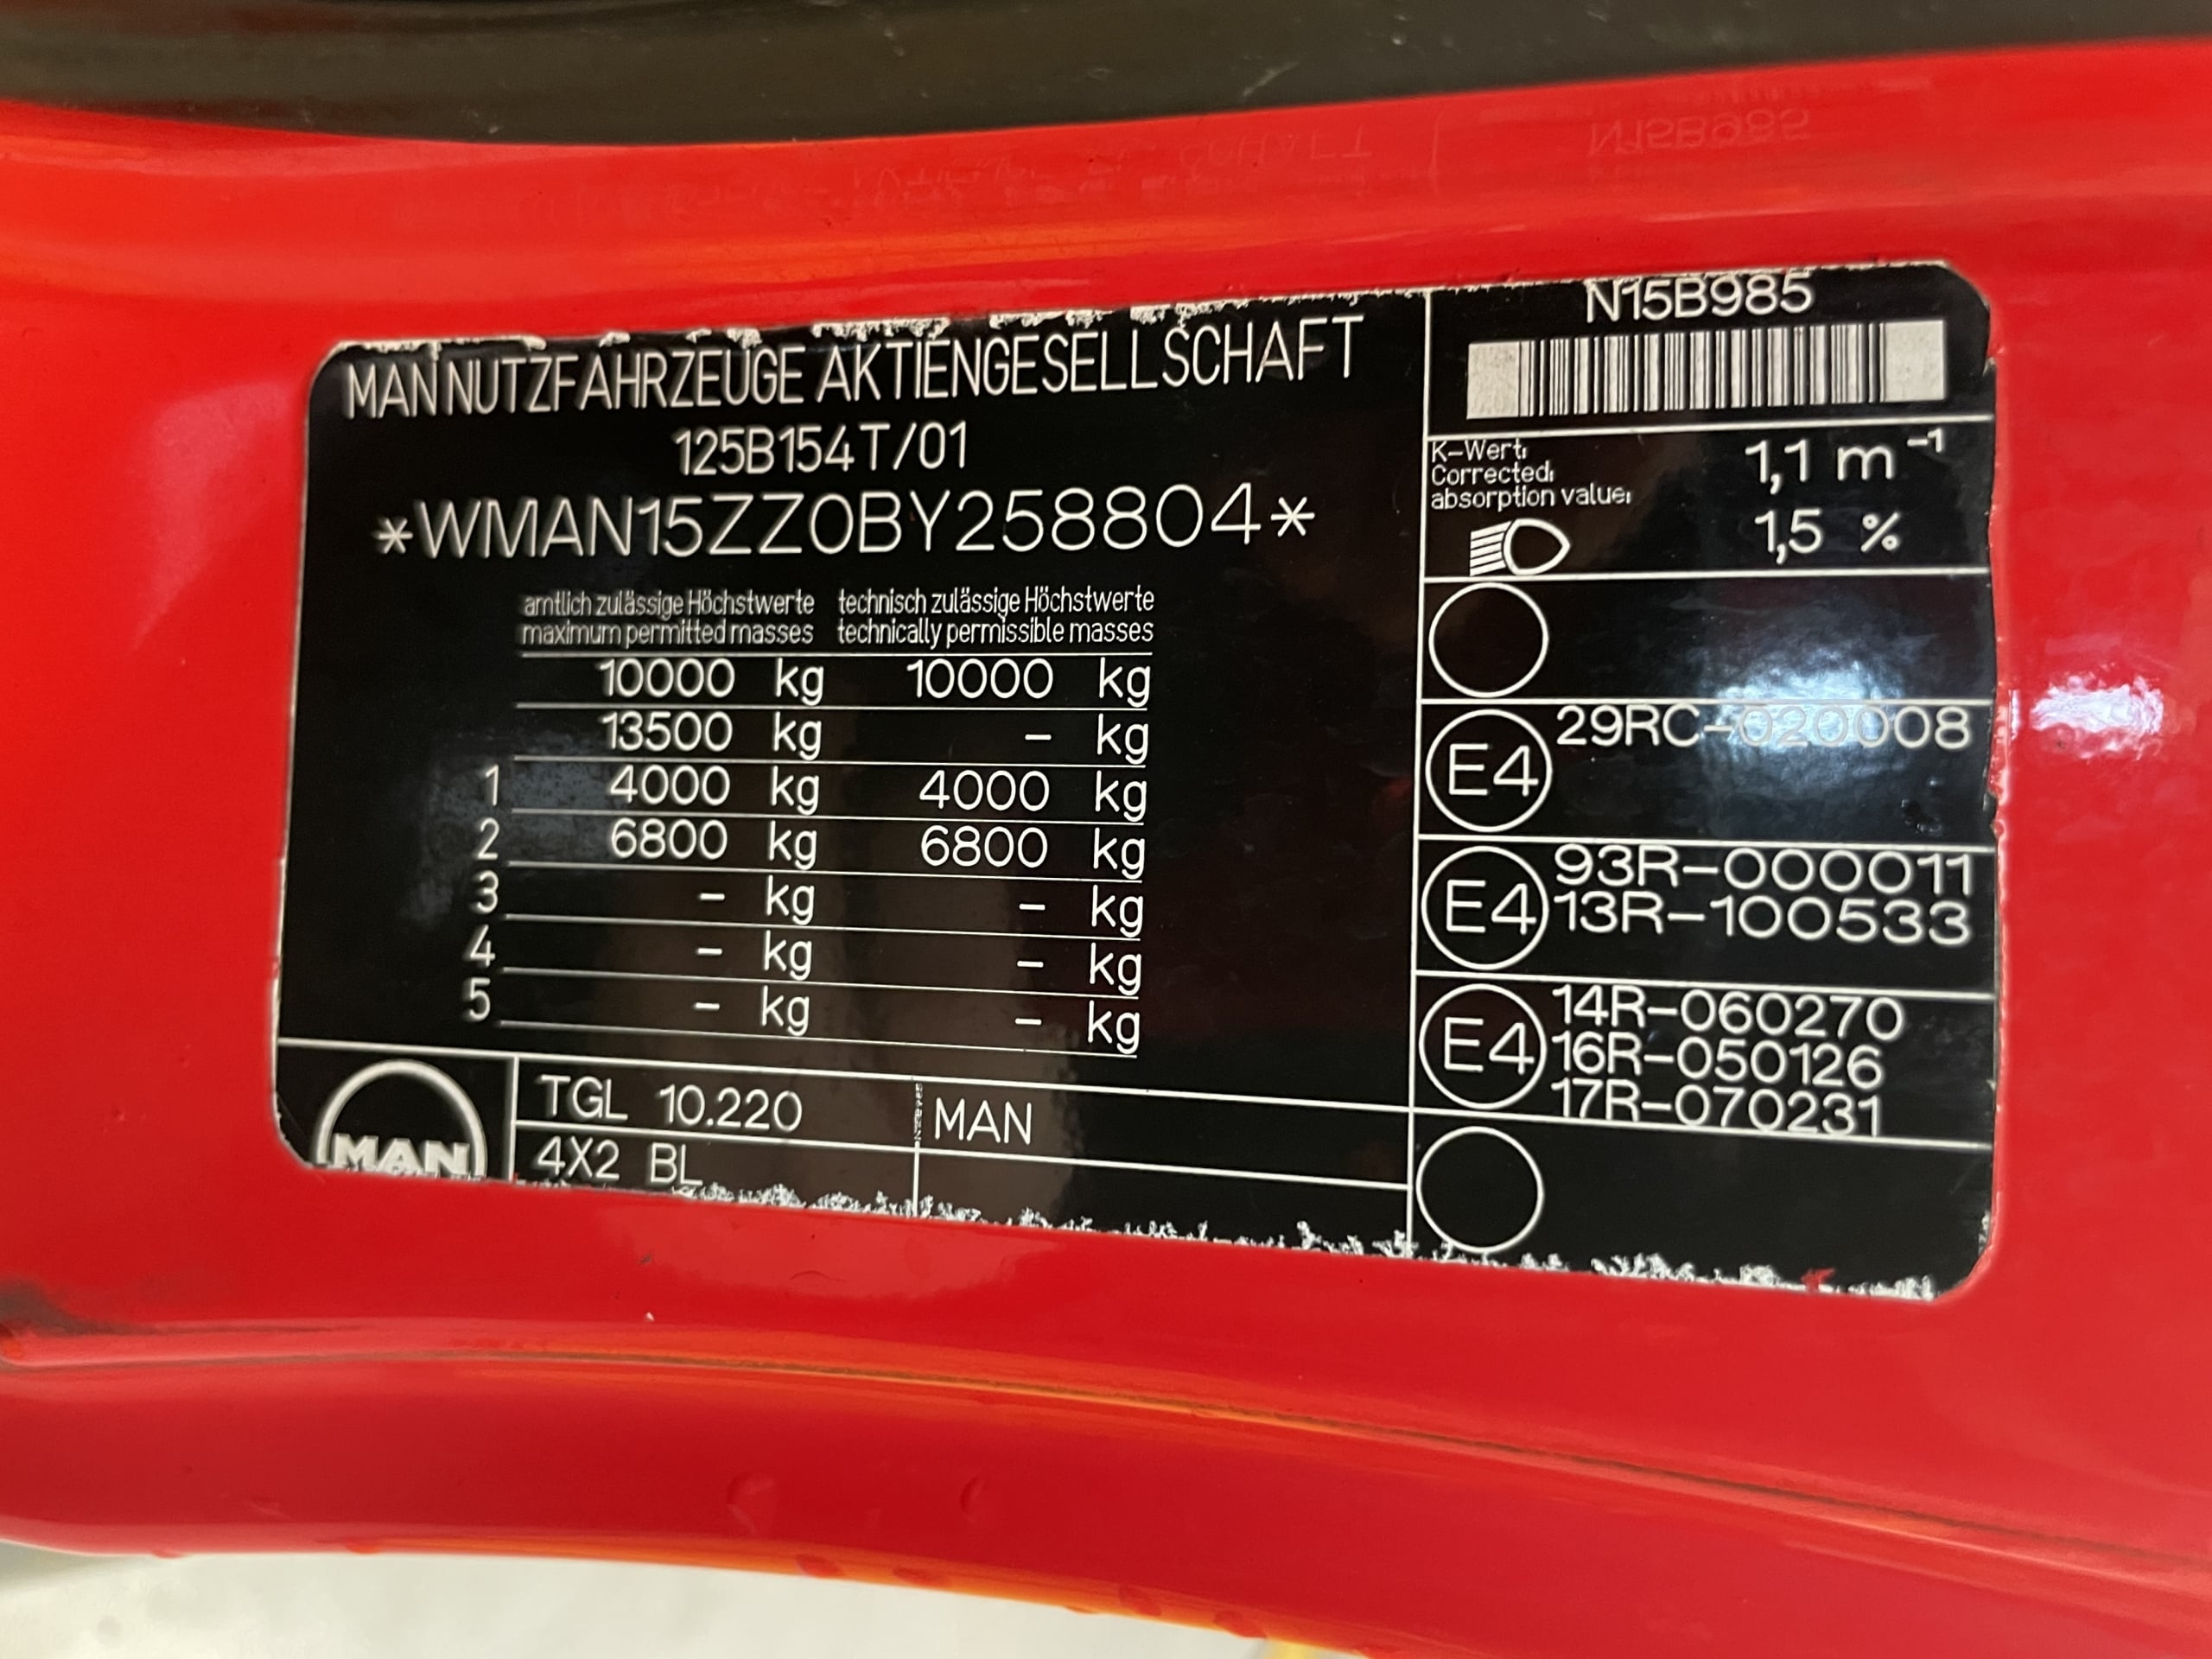 MAN NUTZFAHRZEUGE AKTIENGESELLSCHAFT
125B154T/01
*WMAN15ZZ0BY258804*
amtlich zulässige Höchstwerte technisch zulässige Höchstwerte
maximum permitted masses technically permissible masses
10000 kg 10000 kg
13500 kg – kg
1 4000 kg 4000 kg
2 6800 kg 6800 kg
3 – kg – kg
4 – kg – kg
5 – kg – kg
MAN
TGL 10.220 MAN
4X2 BL
N15B985
K-Wert:
Corrected:
absorption value:
1,1 m⁻¹
1,5 %
E4 29RC-020008
E4 93R-000011
13R-100533
E4 14R-060270
16R-050126
17R-070231